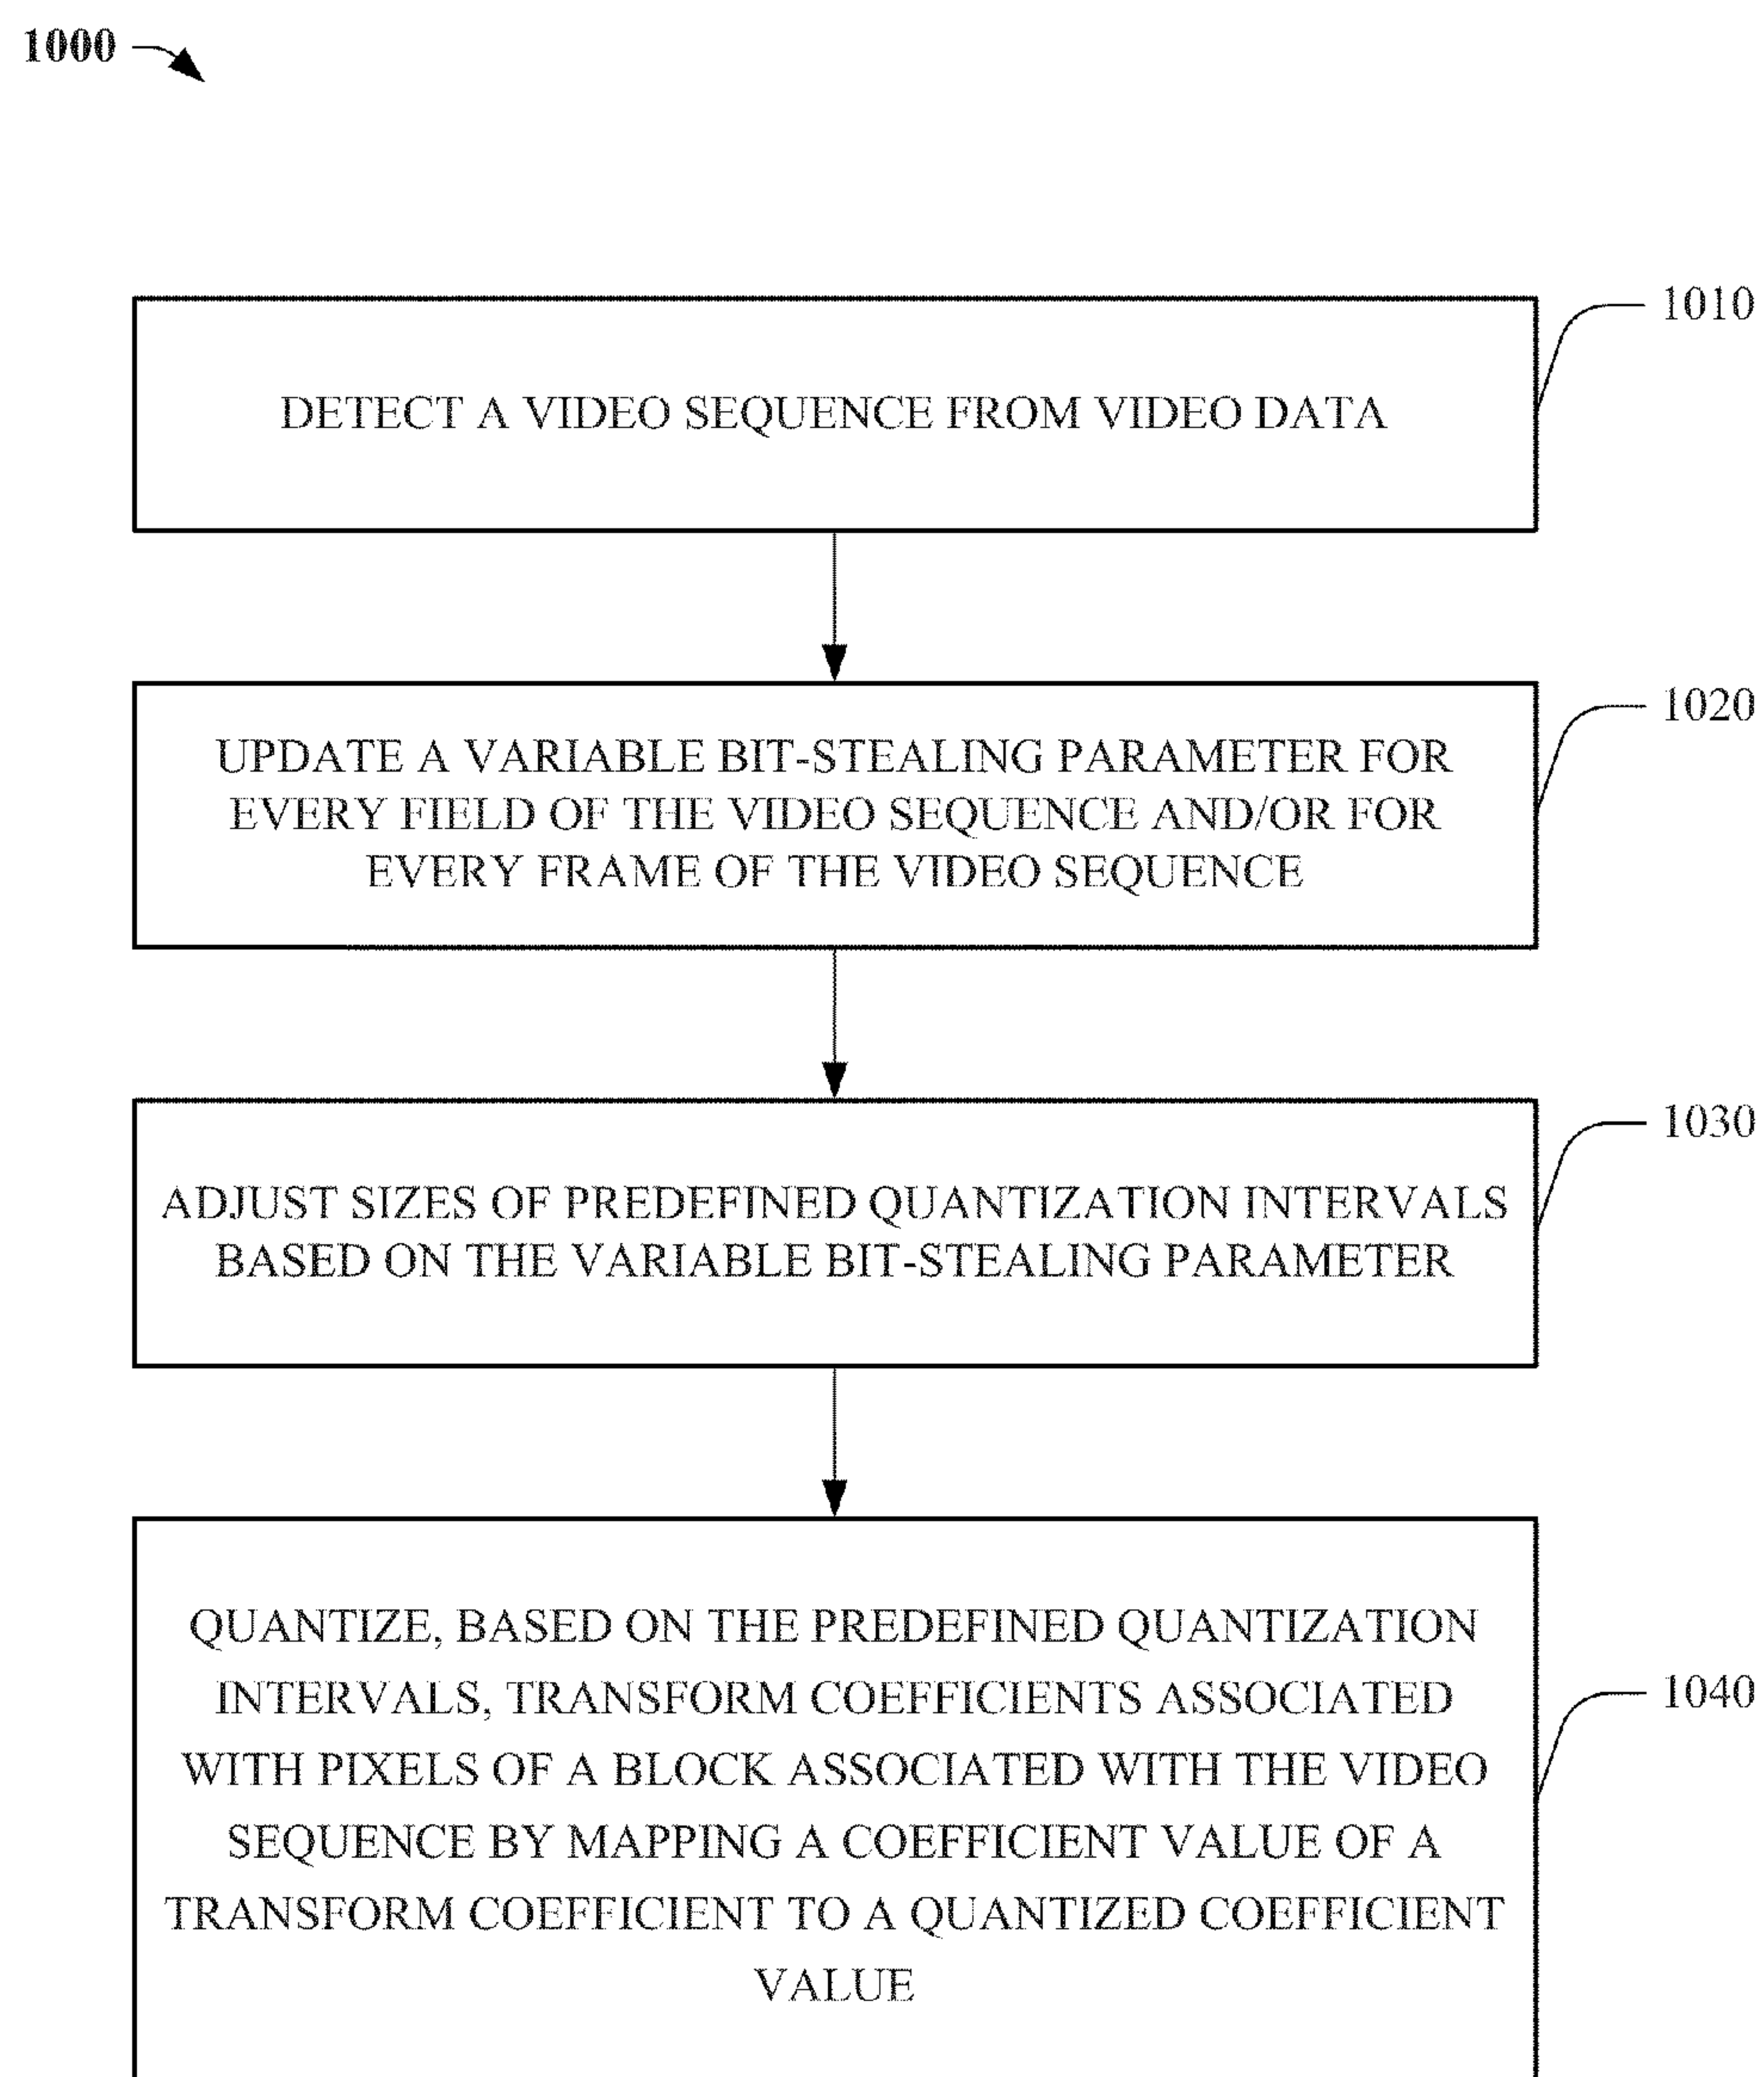 1000
1010
DETECT A VIDEO SEQUENCE FROM VIDEO DATA
1020
UPDATE A VARIABLE BIT-STEALING PARAMETER FOR
EVERY FIELD OF THE VIDEO SEQUENCE AND/OR FOR
EVERY FRAME OF THE VIDEO SEQUENCE
1030
ADJUST SIZES OF PREDEFINED QUANTIZATION INTERVALS
BASED ON THE VARIABLE BIT-STEALING PARAMETER
1040
QUANTIZE, BASED ON THE PREDEFINED QUANTIZATION
INTERVALS, TRANSFORM COEFFICIENTS ASSOCIATED
WITH PIXELS OF A BLOCK ASSOCIATED WITH THE VIDEO
SEQUENCE BY MAPPING A COEFFICIENT VALUE OF A
TRANSFORM COEFFICIENT TO A QUANTIZED COEFFICIENT
VALUE